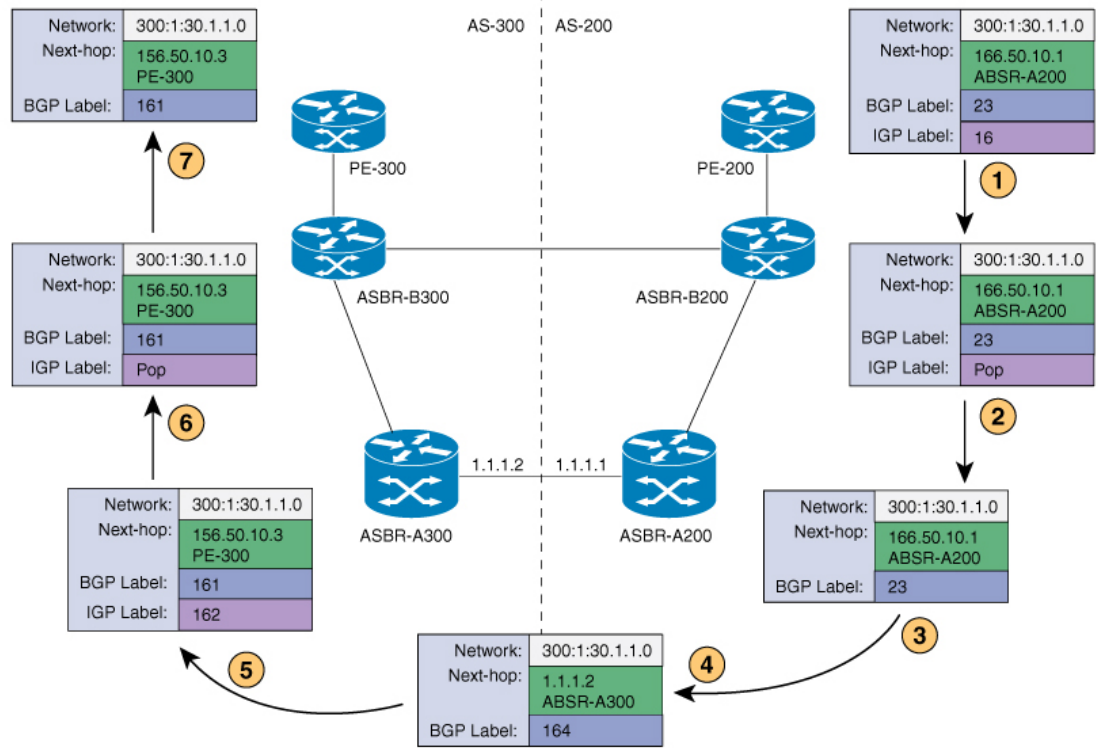 AS-300 AS-200
Network: 300:1:30.1.1.0
Next-hop: 156.50.10.3
PE-300
BGP Label: 161
7
Network: 300:1:30.1.1.0
Next-hop: 166.50.10.1
ABSR-A200
BGP Label: 23
IGP Label: 16
1
PE-300
PE-200
ASBR-B300
ASBR-B200
Network: 300:1:30.1.1.0
Next-hop: 156.50.10.3
PE-300
BGP Label: 161
IGP Label: Pop
6
Network: 300:1:30.1.1.0
Next-hop: 166.50.10.1
ABSR-A200
BGP Label: 23
IGP Label: Pop
2
1.1.1.2 1.1.1.1
ASBR-A300
ASBR-A200
Network: 300:1:30.1.1.0
Next-hop: 156.50.10.3
PE-300
BGP Label: 161
IGP Label: 162
5
Network: 300:1:30.1.1.0
Next-hop: 166.50.10.1
ABSR-A200
BGP Label: 23
3
4
Network: 300:1:30.1.1.0
Next-hop: 1.1.1.2
ABSR-A300
BGP Label: 164